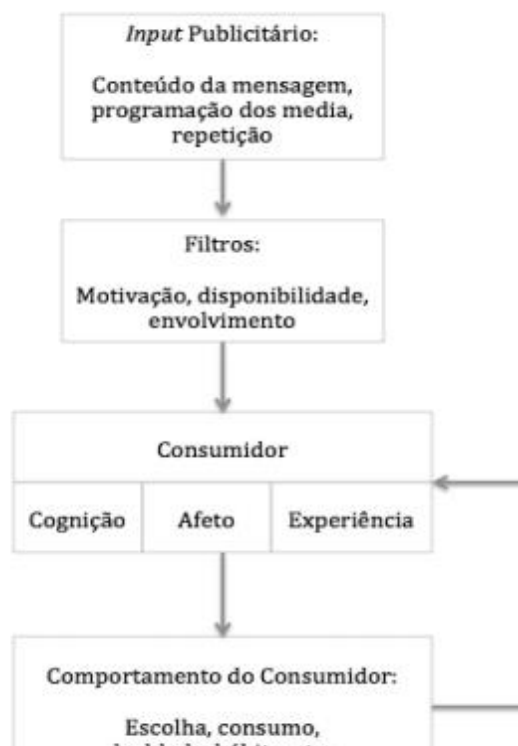 Input Publicitário:
Conteúdo da mensagem,
programação dos media,
repetição
Filtros:
Motivação, disponibilidade,
envolvimento
Consumidor
Cognição
Afeto
Experiência
Comportamento do Consumidor:
Escolha, consumo,